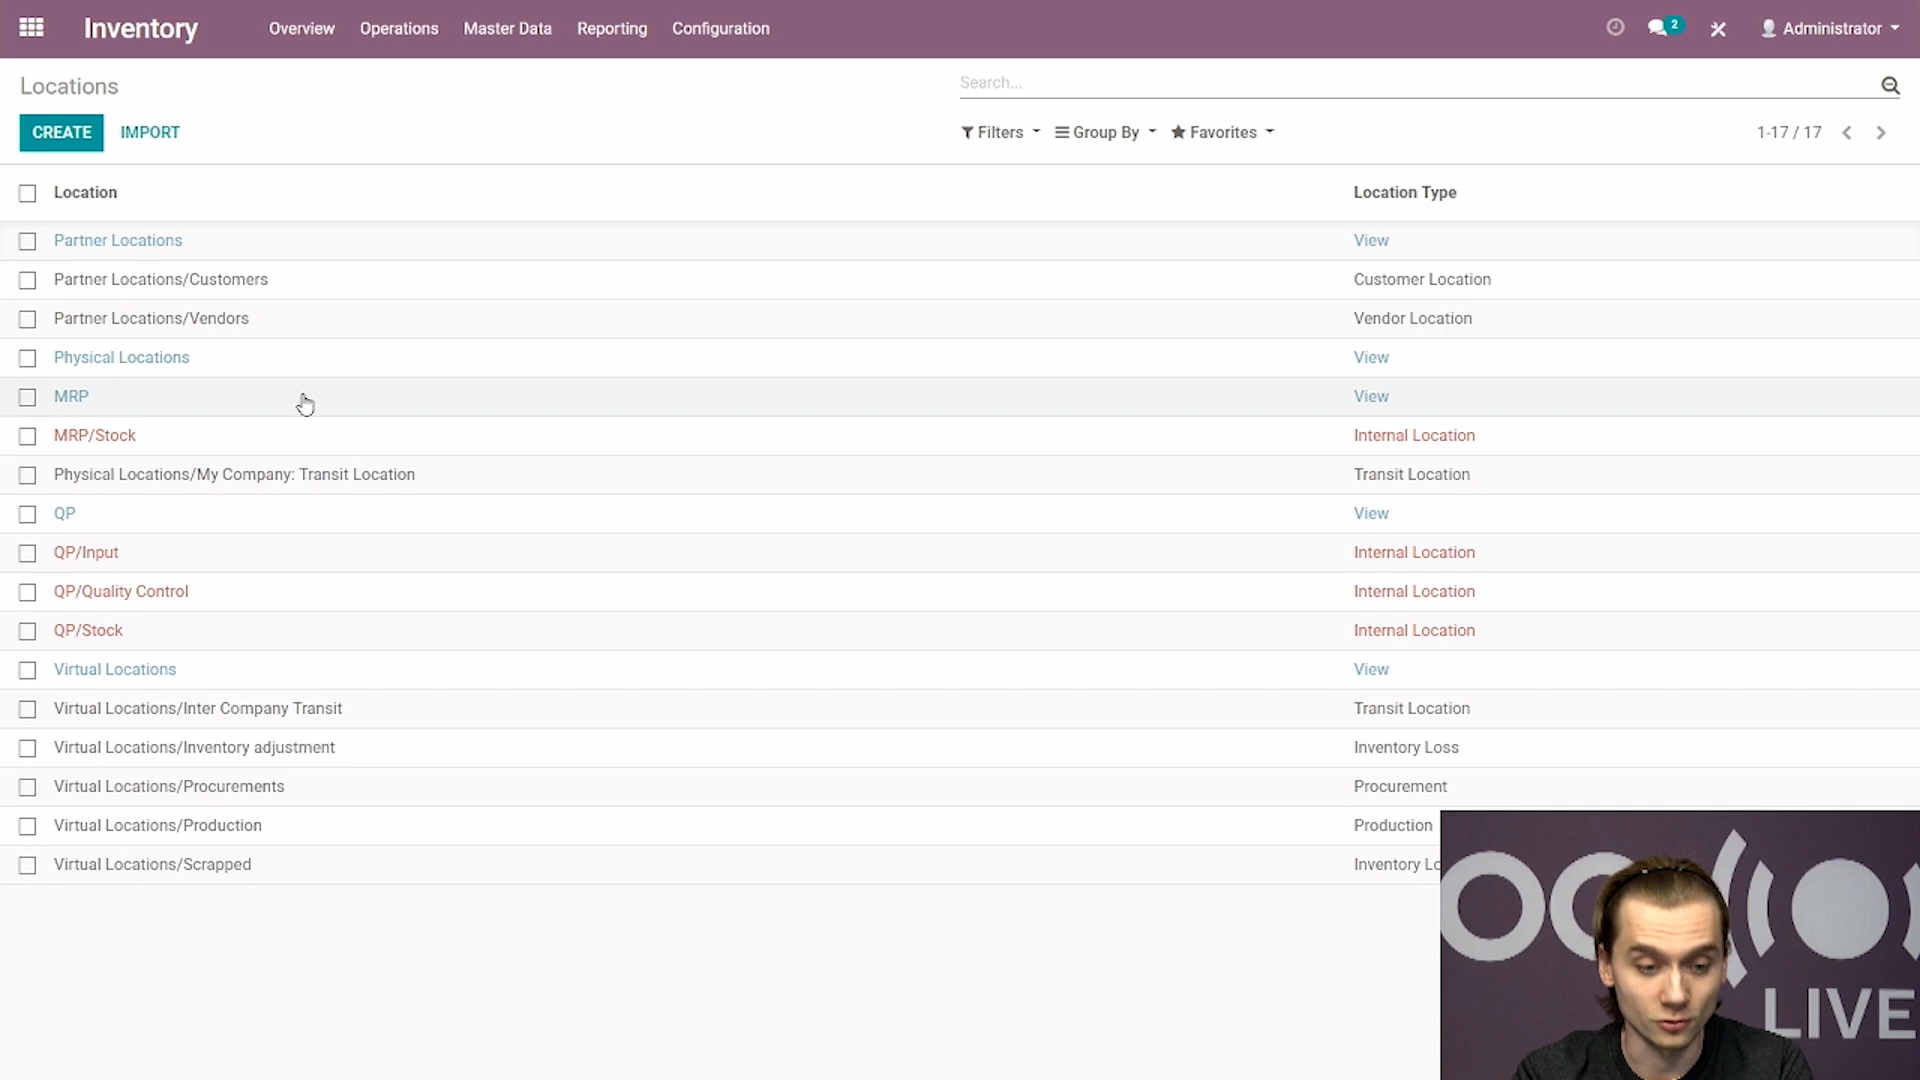 Inventory Overview Operations Master Data Reporting Configuration 2 Administrator
Locations Search...
CREATE IMPORT Filters Group By Favorites 1-17 / 17
Location Location Type
Partner Locations View
Partner Locations/Customers Customer Location
Partner Locations/Vendors Vendor Location
Physical Locations View
MRP View
MRP/Stock Internal Location
Physical Locations/My Company: Transit Location Transit Location
QP View
QP/Input Internal Location
QP/Quality Control Internal Location
QP/Stock Internal Location
Virtual Locations View
Virtual Locations/Inter Company Transit Transit Location
Virtual Locations/Inventory adjustment Inventory Loss
Virtual Locations/Procurements Procurement
Virtual Locations/Production Production
Virtual Locations/Scrapped Inventory Lo
LIVE